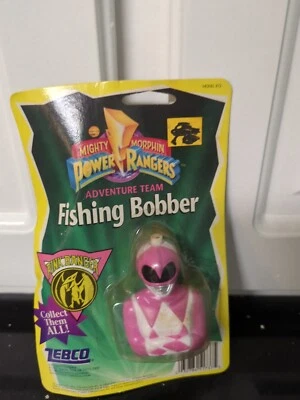 MIGHTY MORPHIN
POWER RANGERS
ADVENTURE TEAM
Fishing Bobber
PINK RANGER
Collect
Them
ALL!
ZEBCO